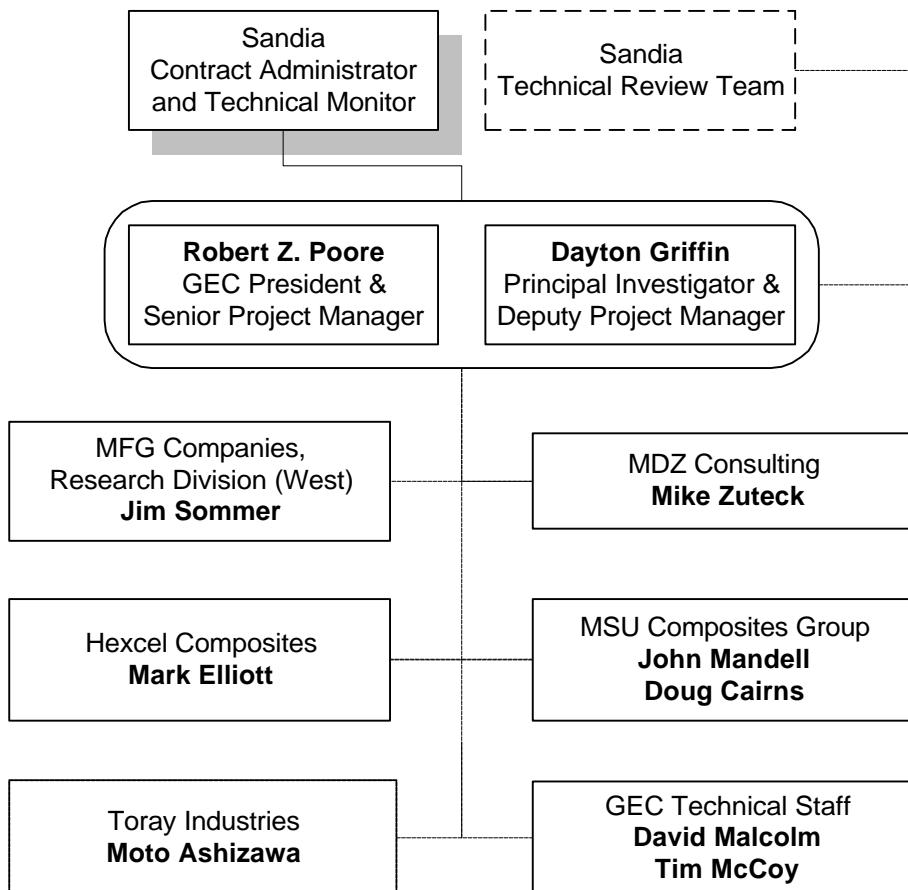 Sandia
Contract Administrator
and Technical Monitor
Sandia
Technical Review Team
Robert Z. Poore
GEC President &
Senior Project Manager
Dayton Griffin
Principal Investigator &
Deputy Project Manager
MFG Companies,
Research Division (West)
Jim Sommer
MDZ Consulting
Mike Zuteck
Hexcel Composites
Mark Elliott
MSU Composites Group
John Mandell
Doug Cairns
Toray Industries
Moto Ashizawa
GEC Technical Staff
David Malcolm
Tim McCoy